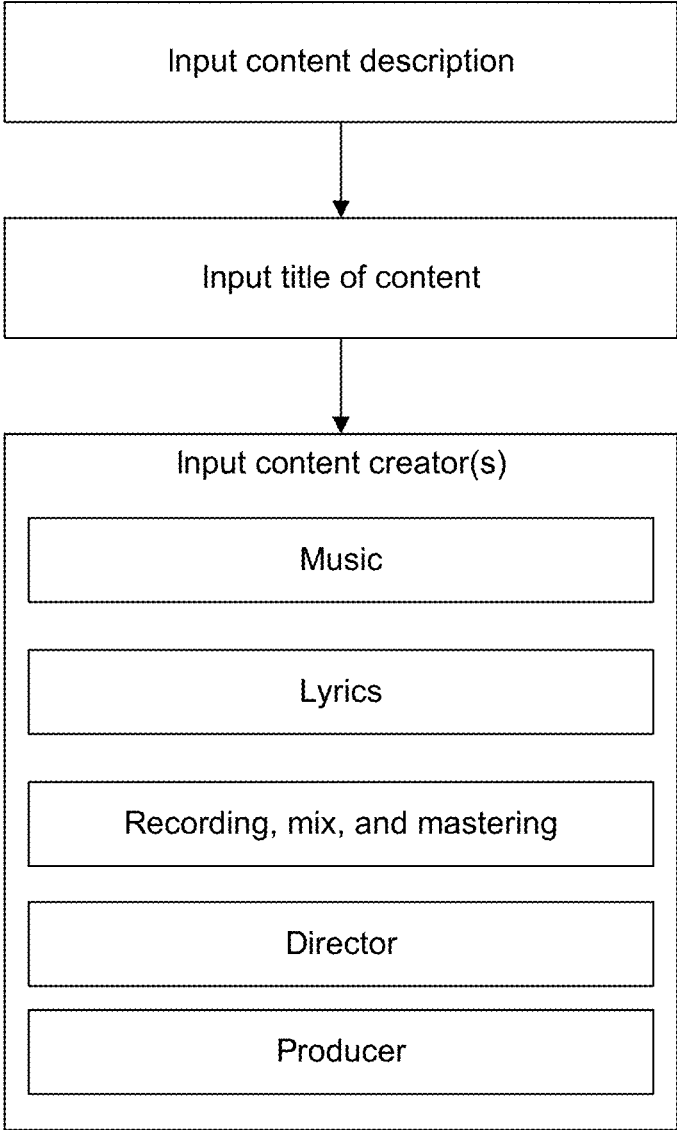 Input content description
Input title of content
Input content creator(s)
Music
Lyrics
Recording, mix, and mastering
Director
Producer